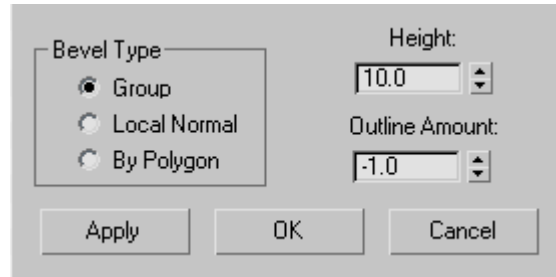 Bevel Type
Group
Local Normal
By Polygon
Height:
10.0
Outline Amount:
-1.0
Apply
OK
Cancel